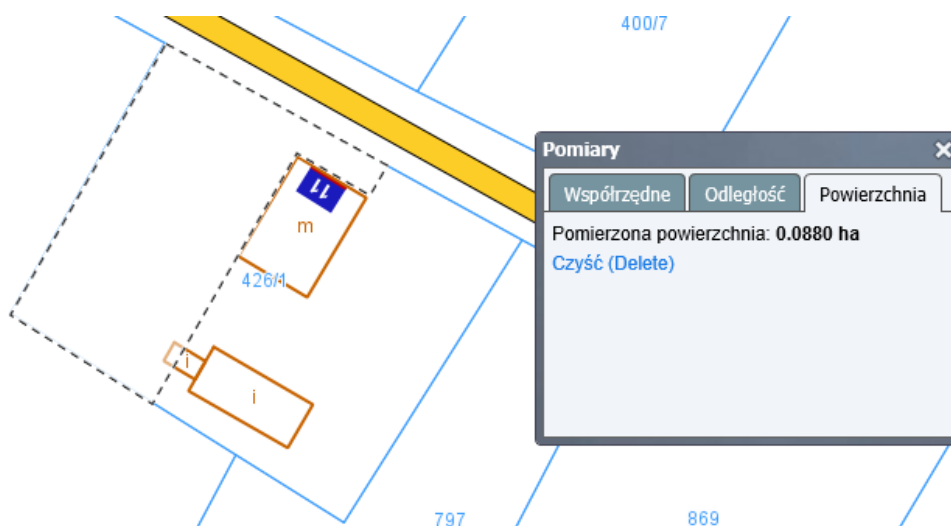 400/7
Pomiary
Współrzędne
Odległość
Powierzchnia
Pomierzona powierzchnia: 0.0880 ha
Czyść (Delete)
11
m
426/1
i
i
797
869